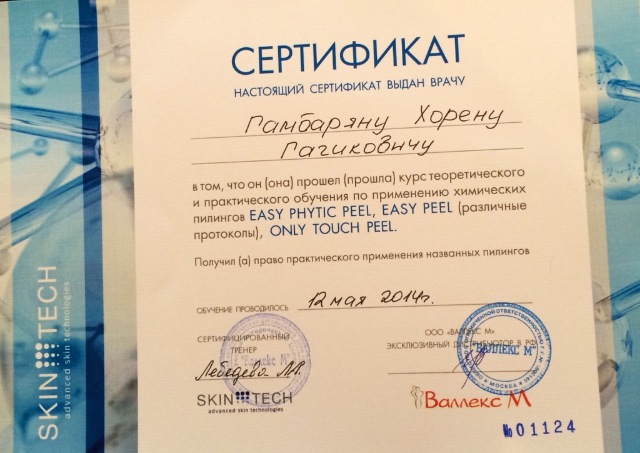 СЕРТИФИКАТ
НАСТОЯЩИЙ СЕРТИФИКАТ ВЫДАН ВРАЧУ
Гамбаряну Хорену
Гагиковичу
в том, что он (она) прошел (прошла) курс теоретического
и практического обучения по применению химических
пилингов EASY PHYTIC PEEL, EASY PEEL (различные
протоколы), ONLY TOUCH PEEL.
Получил (а) право практического применения названных пилингов
ОБУЧЕНИЕ ПРОВОДИЛОСЬ 12 мая 2014г.
СЕРТИФИЦИРОВАННЫЙ
ТРЕНЕР
Лебедева
"Валлекс М"
SKIN TECH
advanced skin technologies
ООО «ВАЛЛЕКС М»
ЭКСКЛЮЗИВНЫЙ ДИСТРИБЬЮТОР В РФ
"ВАЛЛЕКС М"
МОСКВА
Валлекс М
№01124
SKIN TECH
advanced skin technologies